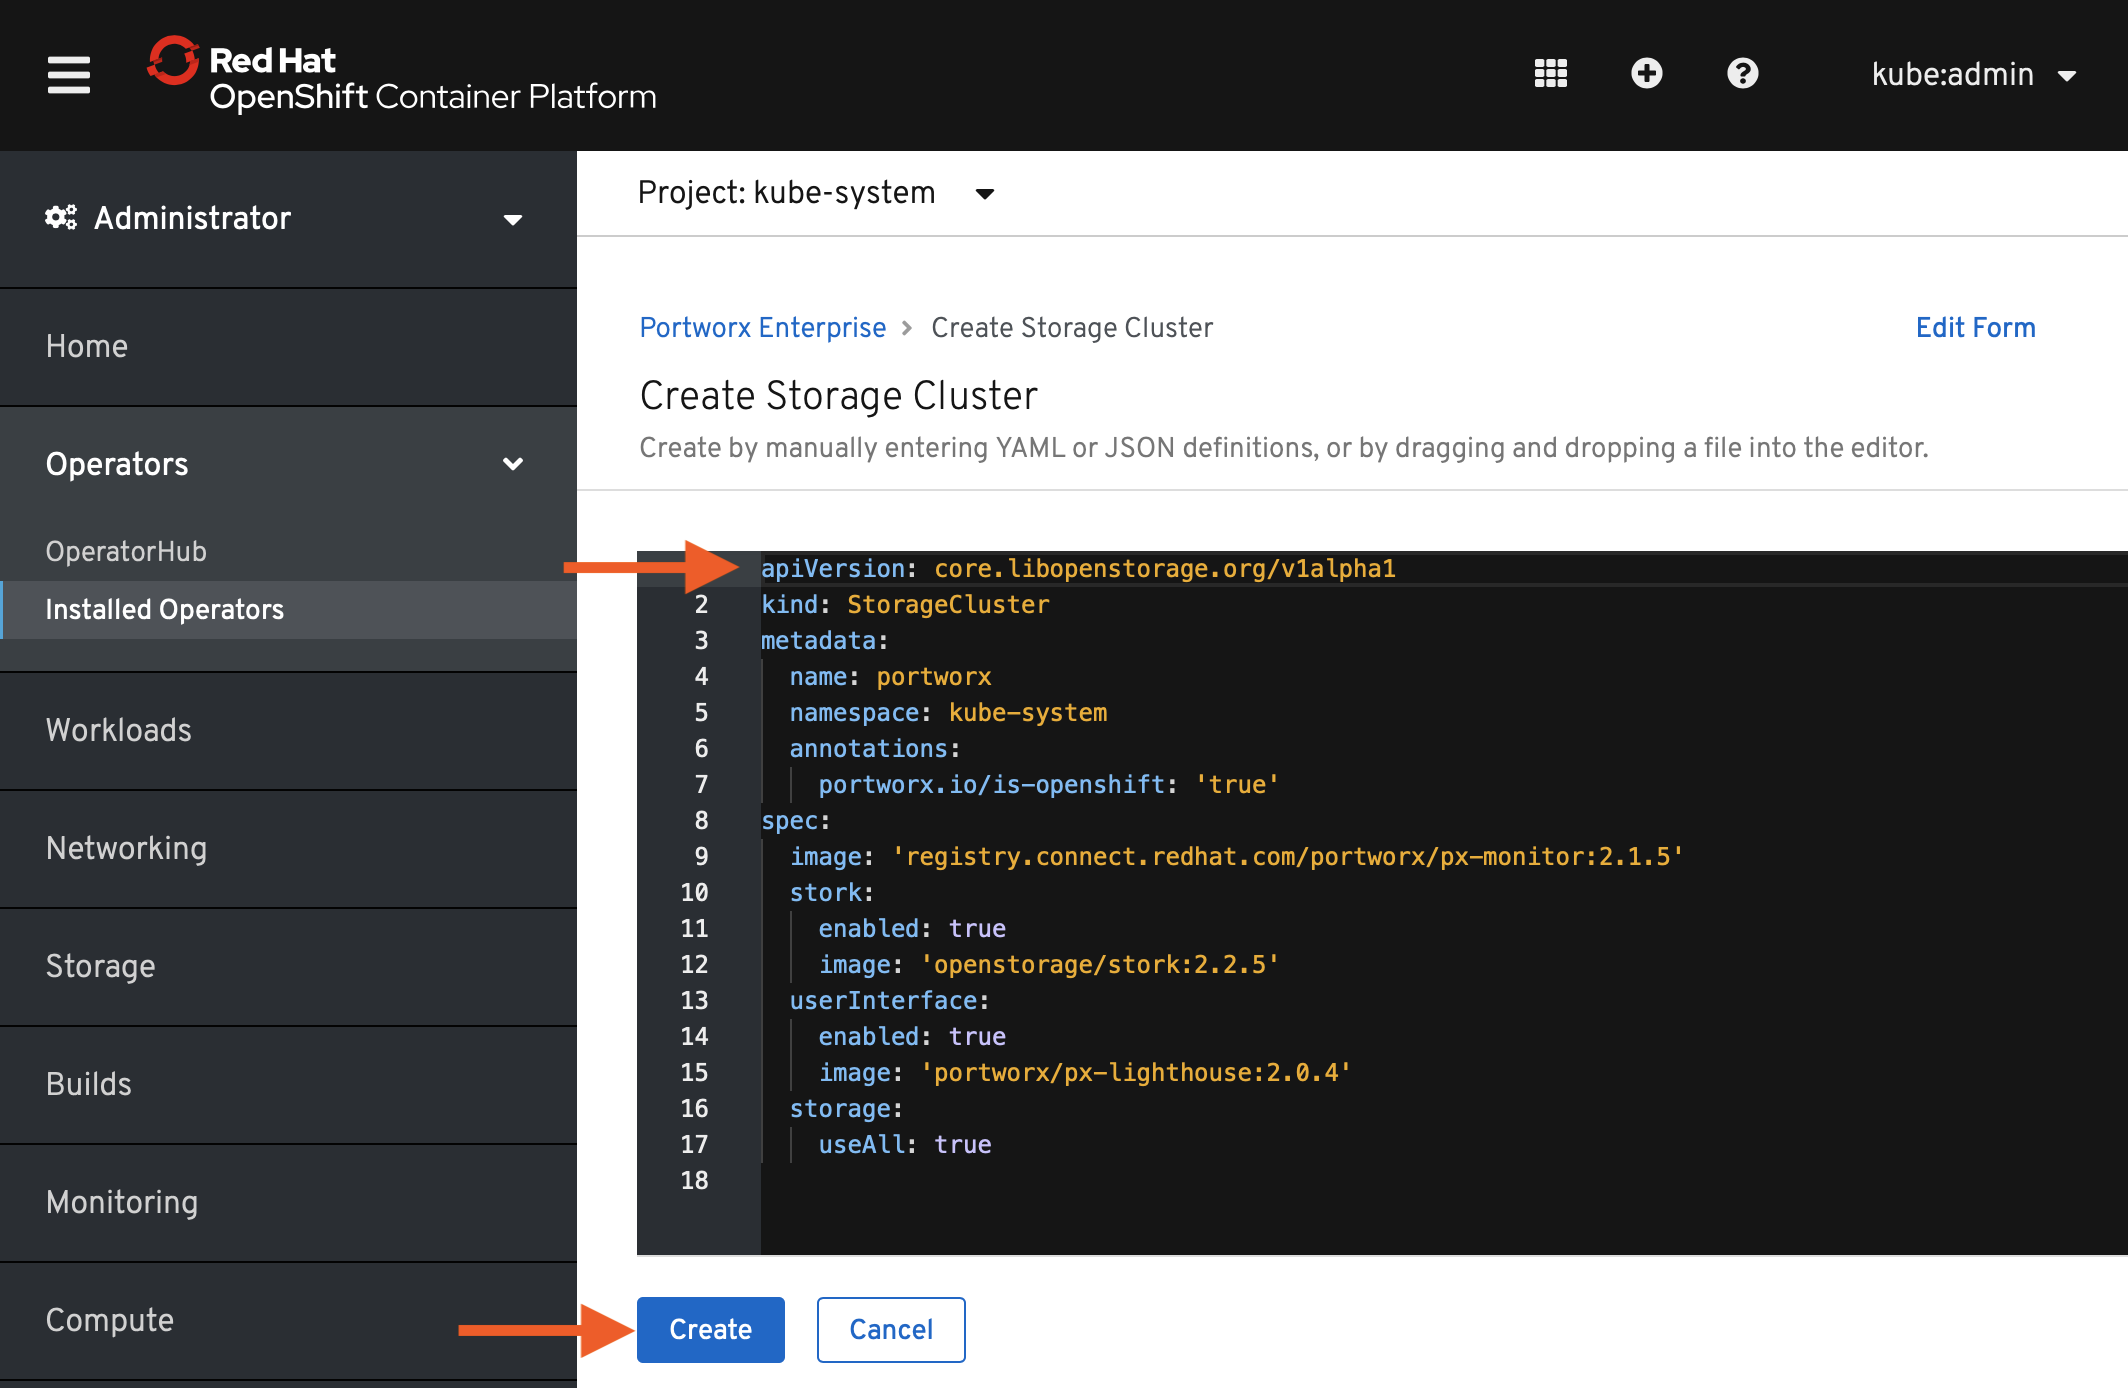 Red Hat
OpenShift Container Platform
kube:admin
Administrator
Home
Operators
OperatorHub
Installed Operators
Workloads
Networking
Storage
Builds
Monitoring
Compute
Project: kube-system
Portworx Enterprise > Create Storage Cluster
Edit Form
Create Storage Cluster
Create by manually entering YAML or JSON definitions, or by dragging and dropping a file into the editor.
apiVersion: core.libopenstorage.org/v1alpha1
2 kind: StorageCluster
3 metadata:
4   name: portworx
5   namespace: kube-system
6   annotations:
7     portworx.io/is-openshift: 'true'
8 spec:
9   image: 'registry.connect.redhat.com/portworx/px-monitor:2.1.5'
10   stork:
11     enabled: true
12     image: 'openstorage/stork:2.2.5'
13   userInterface:
14     enabled: true
15     image: 'portworx/px-lighthouse:2.0.4'
16   storage:
17     useAll: true
18
Create
Cancel